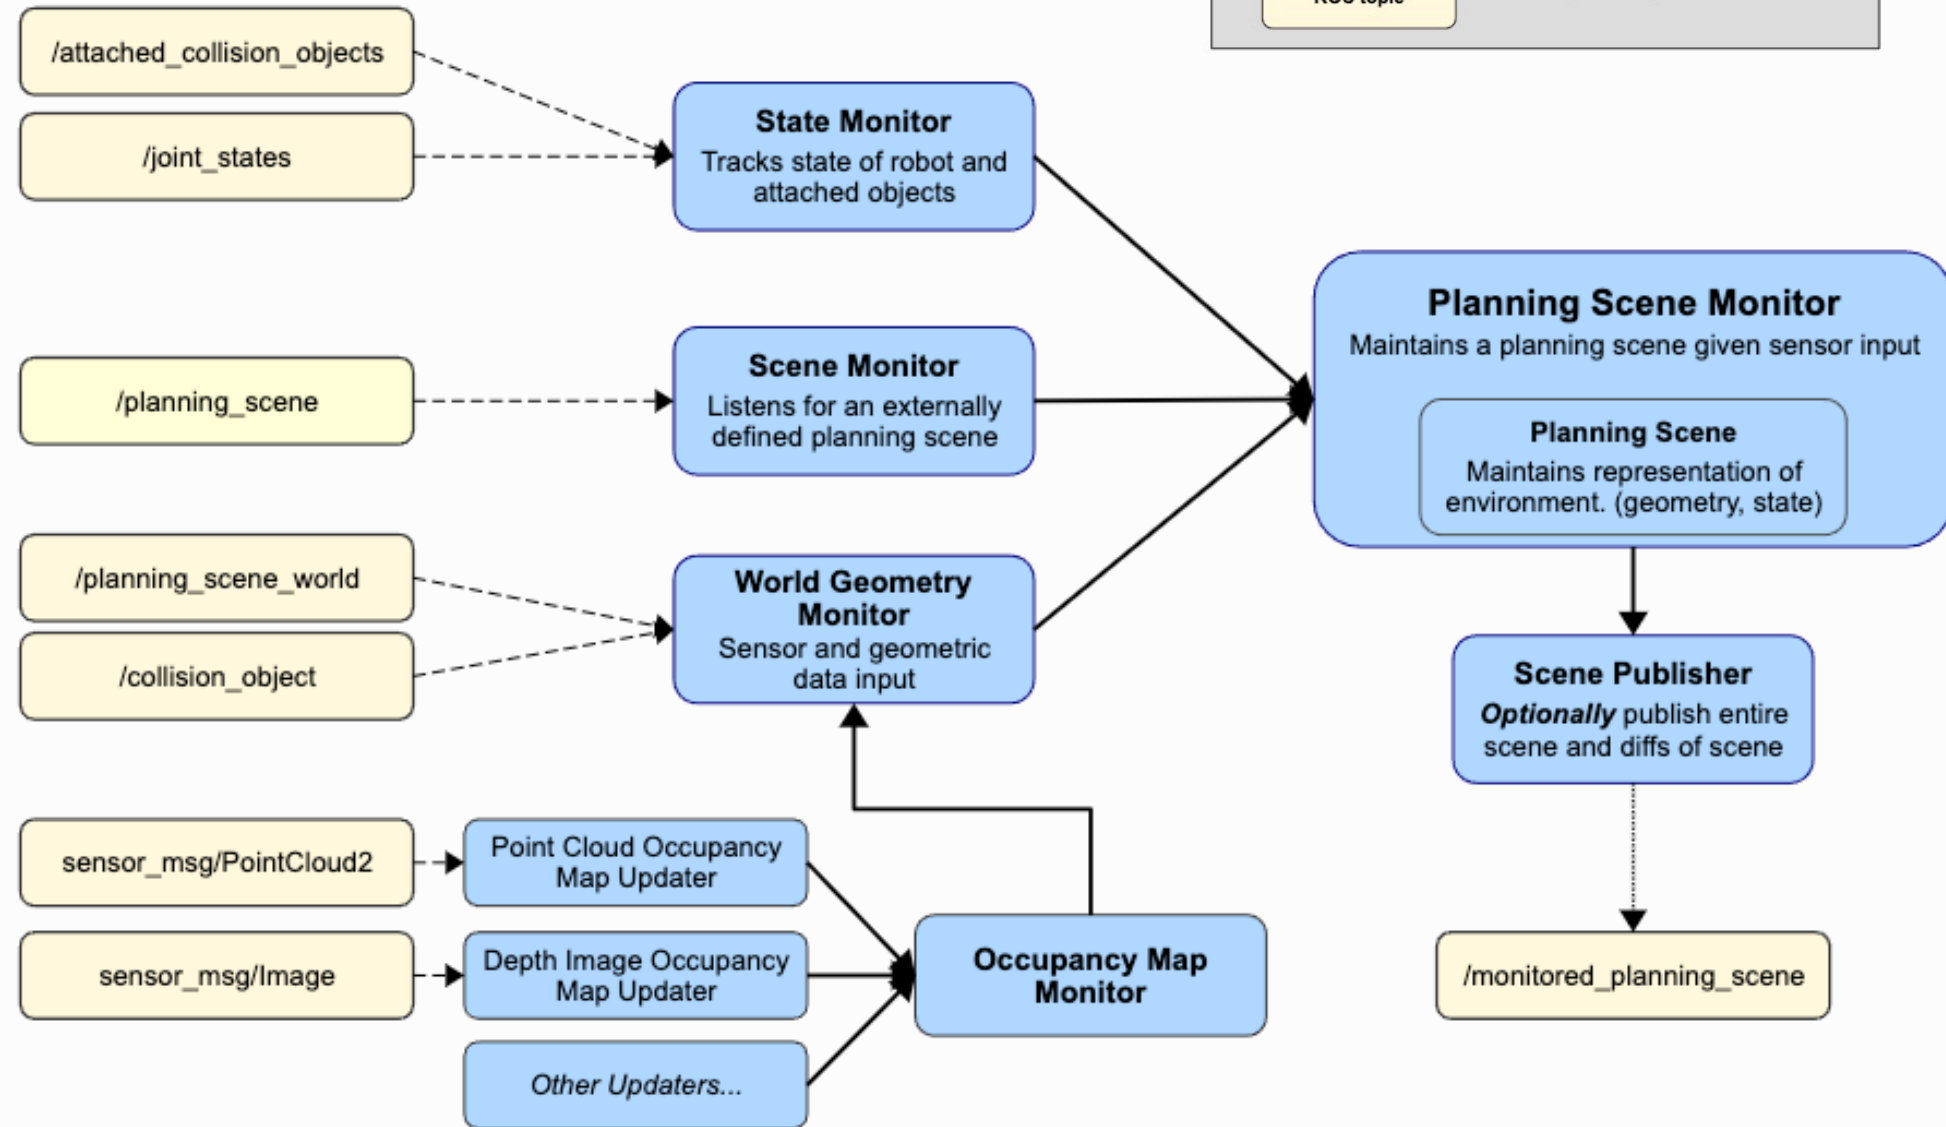 ROS topic
/attached_collision_objects
/joint_states
State Monitor
Tracks state of robot and
attached objects
/planning_scene
Scene Monitor
Listens for an externally
defined planning scene
Planning Scene Monitor
Maintains a planning scene given sensor input
Planning Scene
Maintains representation of
environment. (geometry, state)
/planning_scene_world
/collision_object
World Geometry
Monitor
Sensor and geometric
data input
Scene Publisher
Optionally publish entire
scene and diffs of scene
sensor_msg/PointCloud2
Point Cloud Occupancy
Map Updater
sensor_msg/Image
Depth Image Occupancy
Map Updater
Other Updaters...
Occupancy Map
Monitor
/monitored_planning_scene